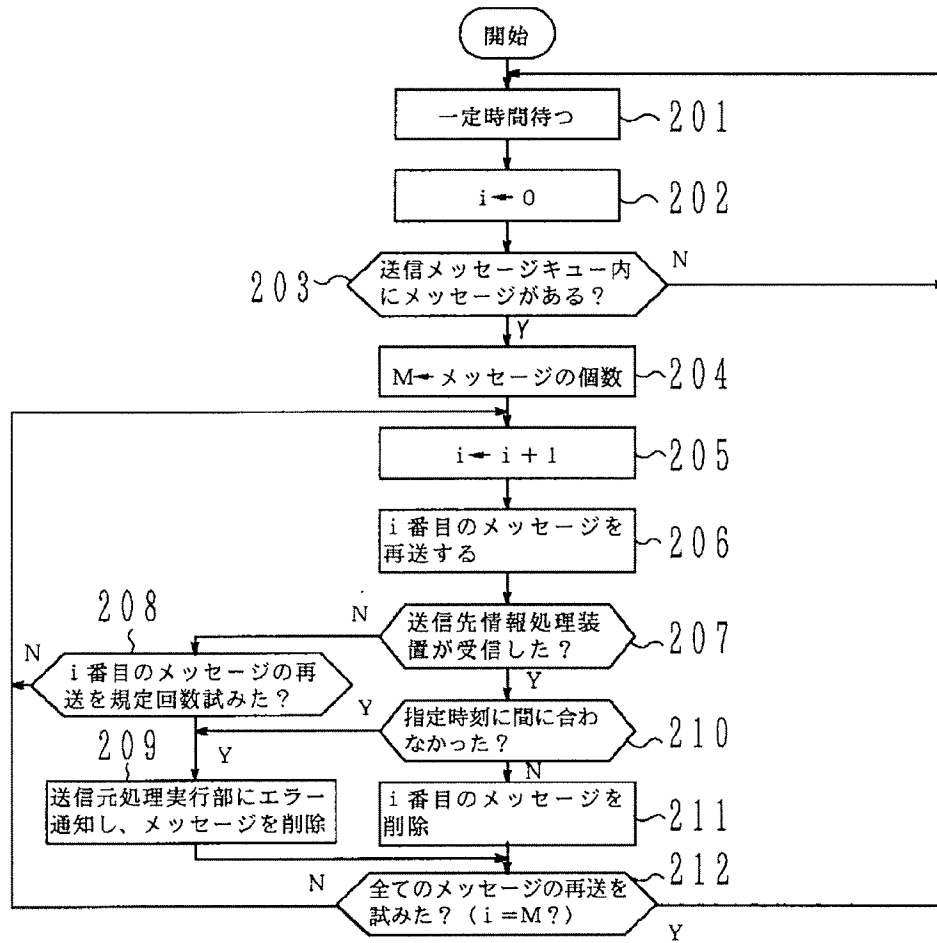 開始
一定時間待つ
201
i←0
202
送信メッセージキュー内
にメッセージがある?
203
N
Y
M←メッセージの個数
204
i←i+1
205
i番目のメッセージを
再送する
206
送信先情報処理装
置が受信した?
207
N
Y
208
i番目のメッセージの再
送を規定回数試みた?
N
Y
指定時刻に間に合わ
なかった?
210
Y
N
209
送信元処理実行部にエラー
通知し、メッセージを削除
i番目のメッセージを
削除
211
全てのメッセージの再送を
試みた?(i=M?)
212
N
Y